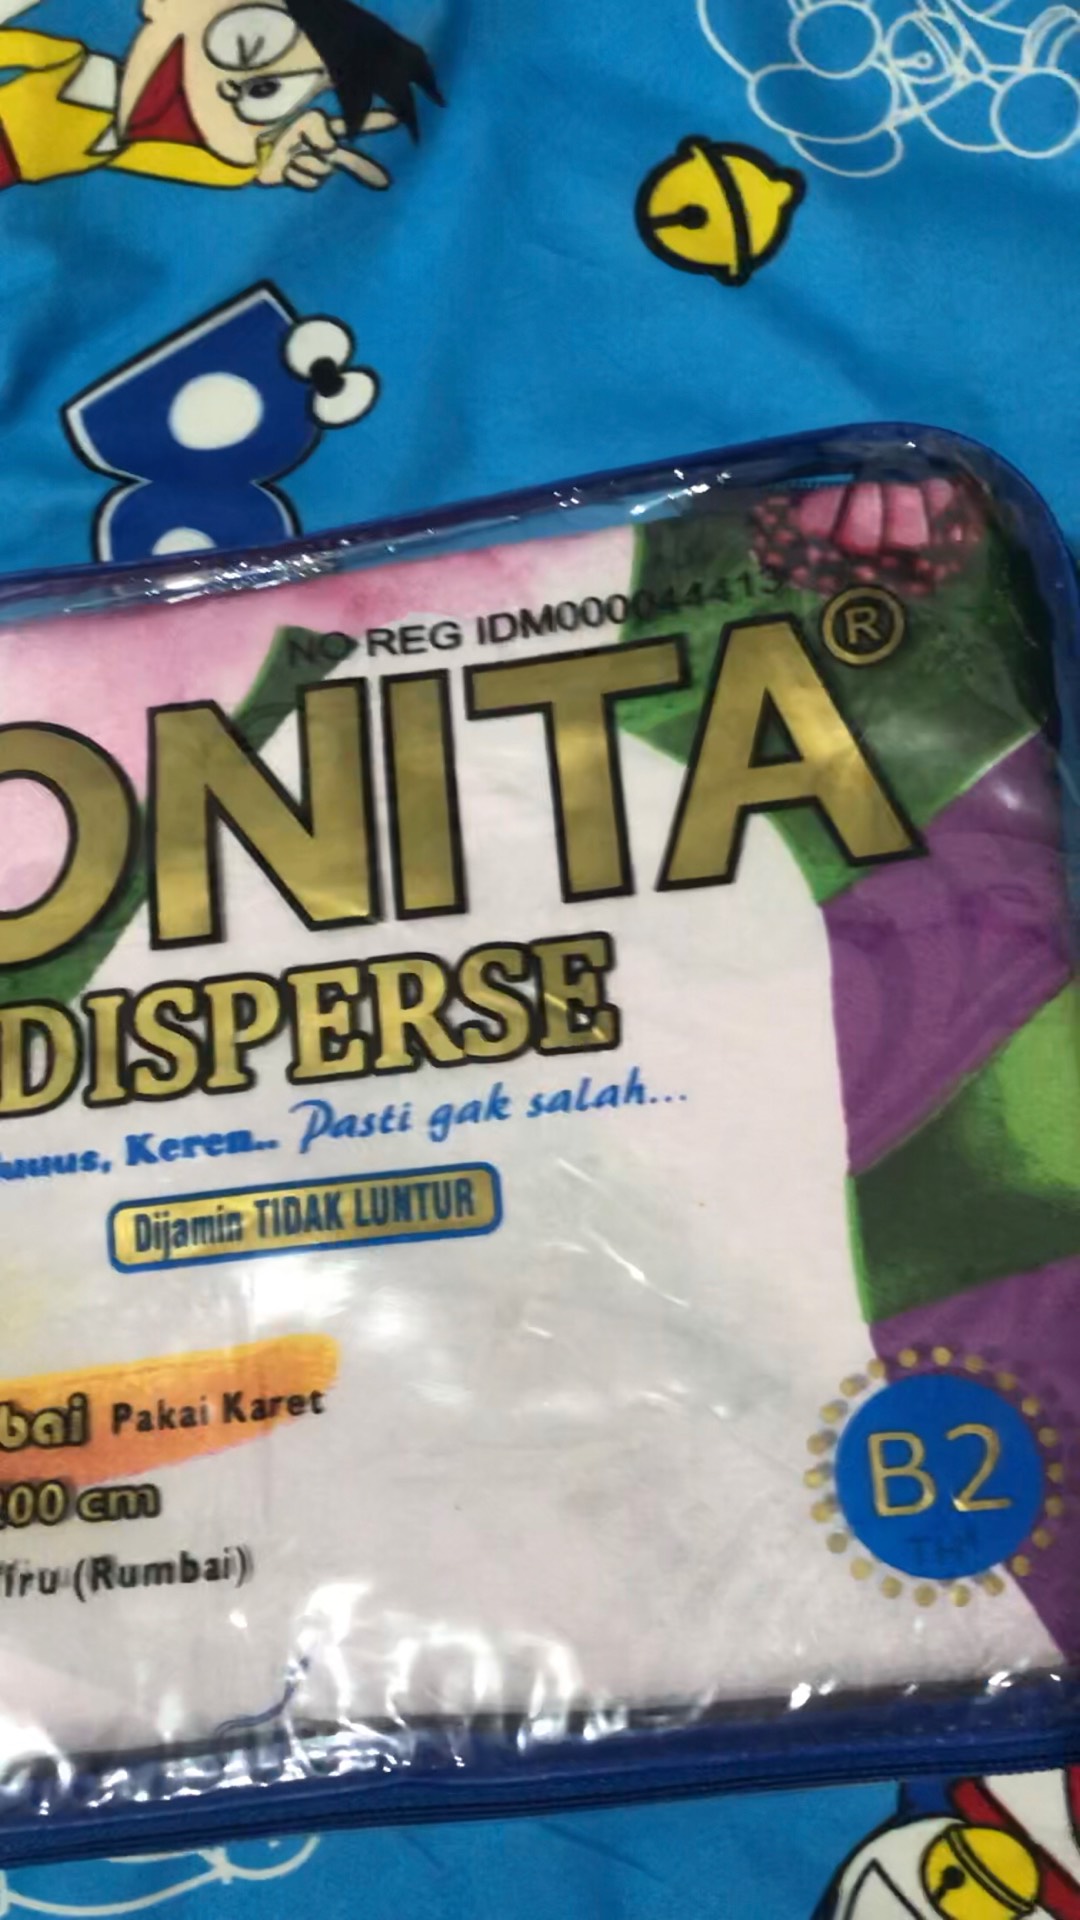 NO REG IDM000044413
ONITA ®
DISPERSE
uuus, Keren.. Pasti gak salah...
Dijamin TIDAK LUNTUR
bai Pakai Karet
200 cm
ffru (Rumbai)
B2